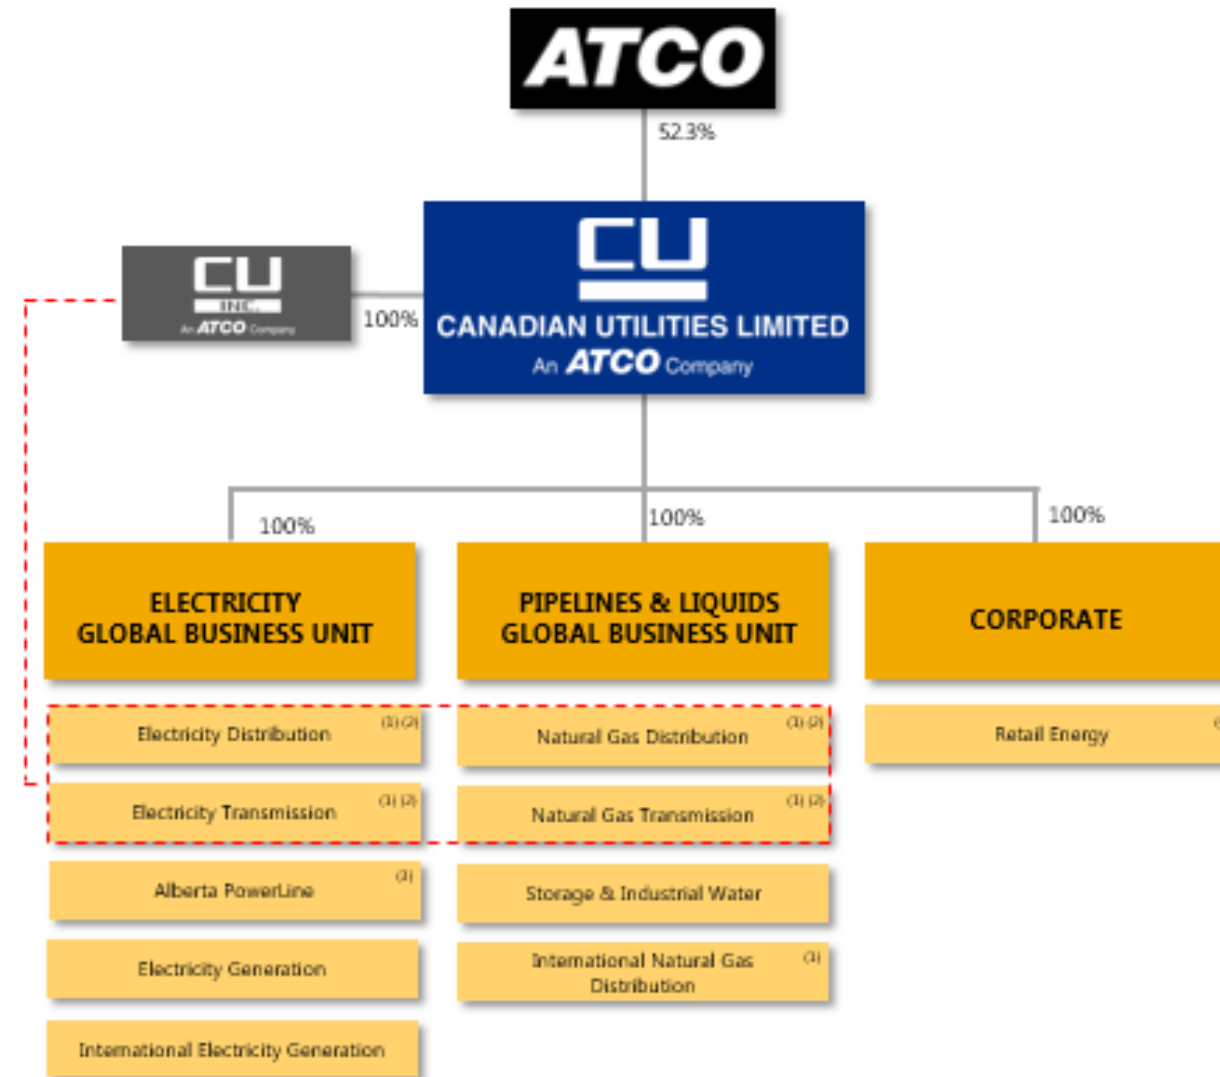 ATCO
52.3%
CU
INC.
An ATCO Company
100%
CU
CANADIAN UTILITIES LIMITED
An ATCO Company
100%
100%
100%
ELECTRICITY
GLOBAL BUSINESS UNIT
PIPELINES & LIQUIDS
GLOBAL BUSINESS UNIT
CORPORATE
Electricity Distribution (1) (2)
Natural Gas Distribution (1) (2)
Retail Energy
Electricity Transmission (1) (2)
Natural Gas Transmission (1) (2)
Alberta PowerLine
Storage & Industrial Water
Electricity Generation
International Natural Gas (1)
Distribution
International Electricity Generation